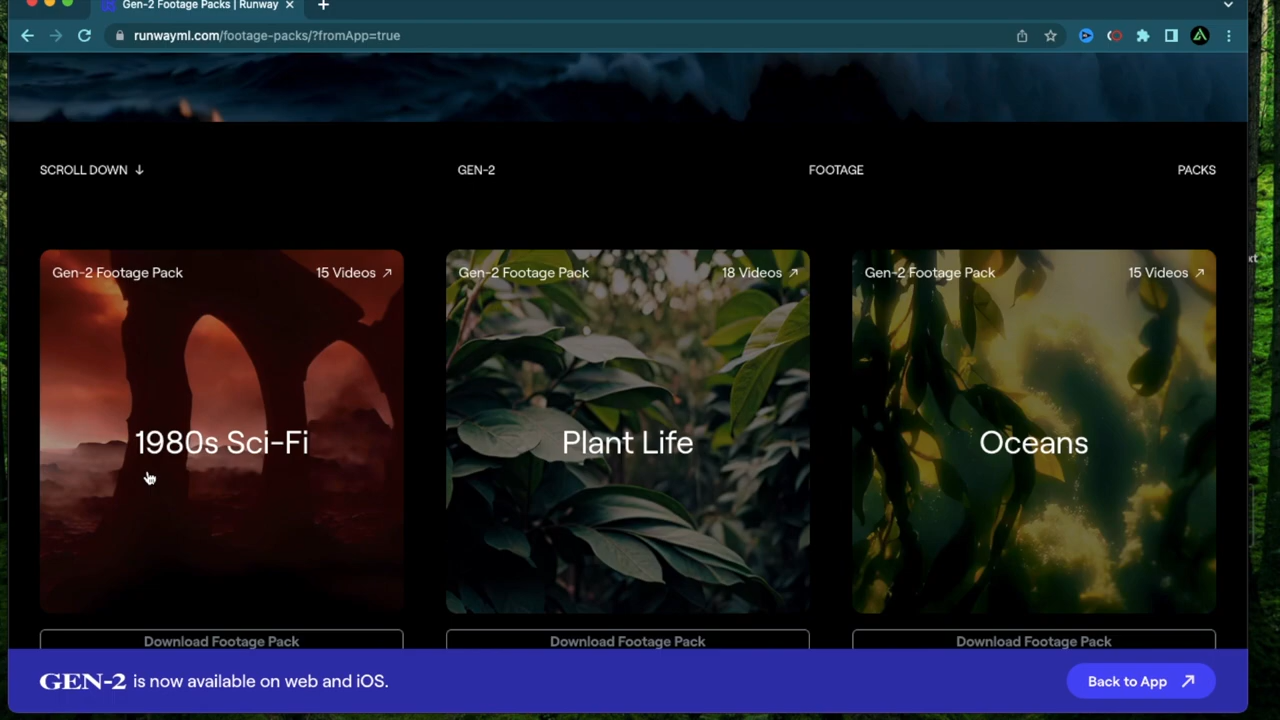 Gen-2 Footage Packs | Runway
runwayml.com/footage-packs/?fromApp=true
SCROLL DOWN ↓ GEN-2 FOOTAGE PACKS
Gen-2 Footage Pack 15 Videos ↗
1980s Sci-Fi
Download Footage Pack
Gen-2 Footage Pack 18 Videos ↗
Plant Life
Download Footage Pack
Gen-2 Footage Pack 15 Videos ↗
Oceans
Download Footage Pack
GEN-2 is now available on web and iOS.
Back to App ↗